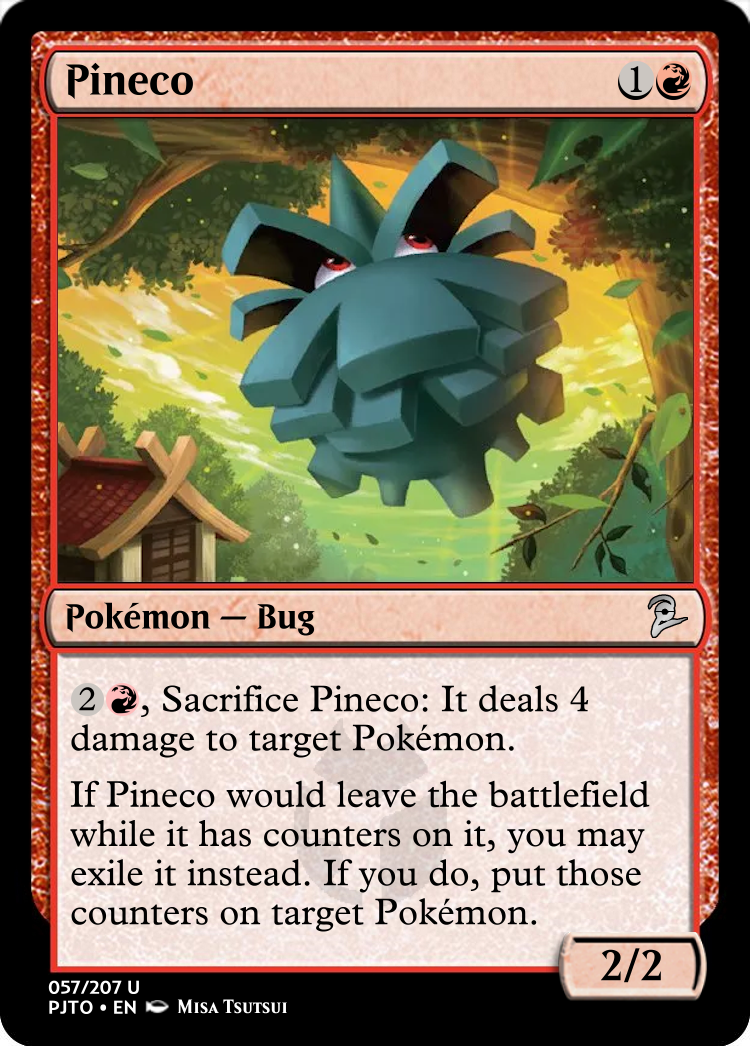 Pineco 1
Pokémon — Bug
2, Sacrifice Pineco: It deals 4
damage to target Pokémon.
If Pineco would leave the battlefield
while it has counters on it, you may
exile it instead. If you do, put those
counters on target Pokémon.
2/2
057/207 U
PJTO • EN Misa Tsutsui